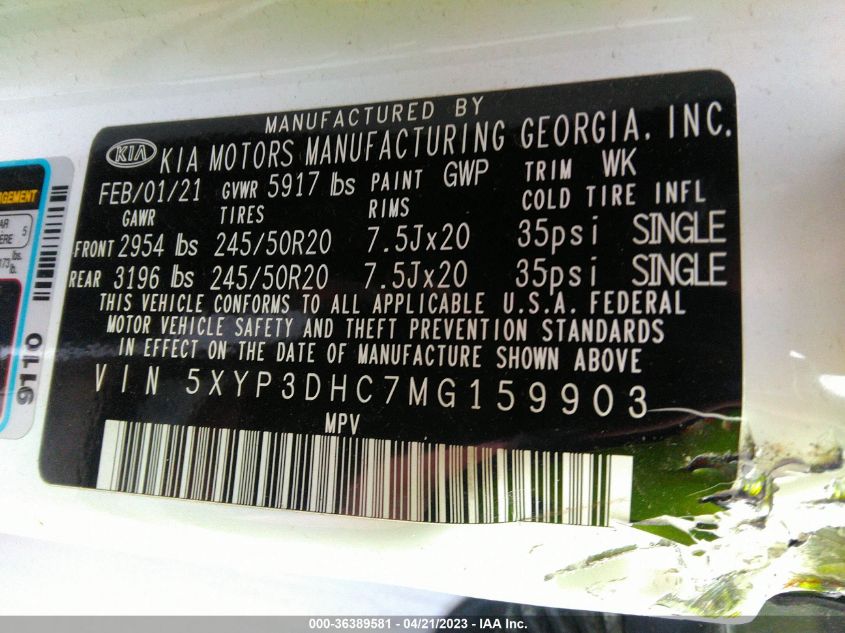 MANUFACTURED BY
KIA KIA MOTORS MANUFACTURING GEORGIA, INC.
FEB/01/21 GVWR 5917 lbs PAINT GWP TRIM WK
GAWR TIRES RIMS COLD TIRE INFL
FRONT 2954 lbs 245/50R20 7.5Jx20 35psi SINGLE
REAR 3196 lbs 245/50R20 7.5Jx20 35psi SINGLE
THIS VEHICLE CONFORMS TO ALL APPLICABLE U.S.A. FEDERAL
MOTOR VEHICLE SAFETY AND THEFT PREVENTION STANDARDS
IN EFFECT ON THE DATE OF MANUFACTURE SHOWN ABOVE
VIN 5XYP3DHC7MG159903
MPV
5
lb.
9110
000-36389581 - 04/21/2023 - IAA Inc.